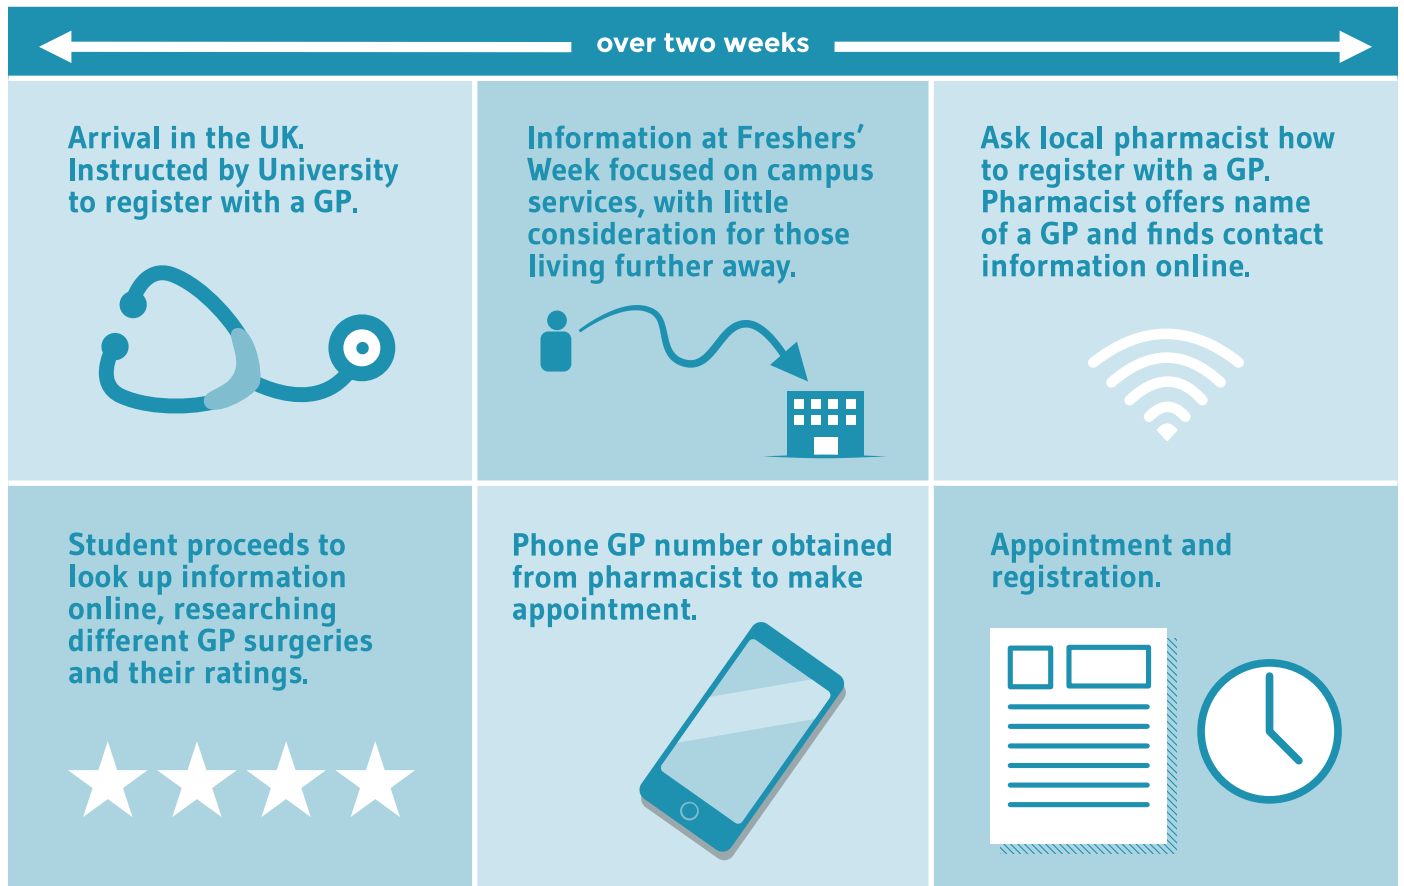 over two weeks
Arrival in the UK.
Instructed by University
to register with a GP.
Information at Freshers’
Week focused on campus
services, with little
consideration for those
living further away.
Ask local pharmacist how
to register with a GP.
Pharmacist offers name
of a GP and finds contact
information online.
Student proceeds to
look up information
online, researching
different GP surgeries
and their ratings.
Phone GP number obtained
from pharmacist to make
appointment.
Appointment and
registration.